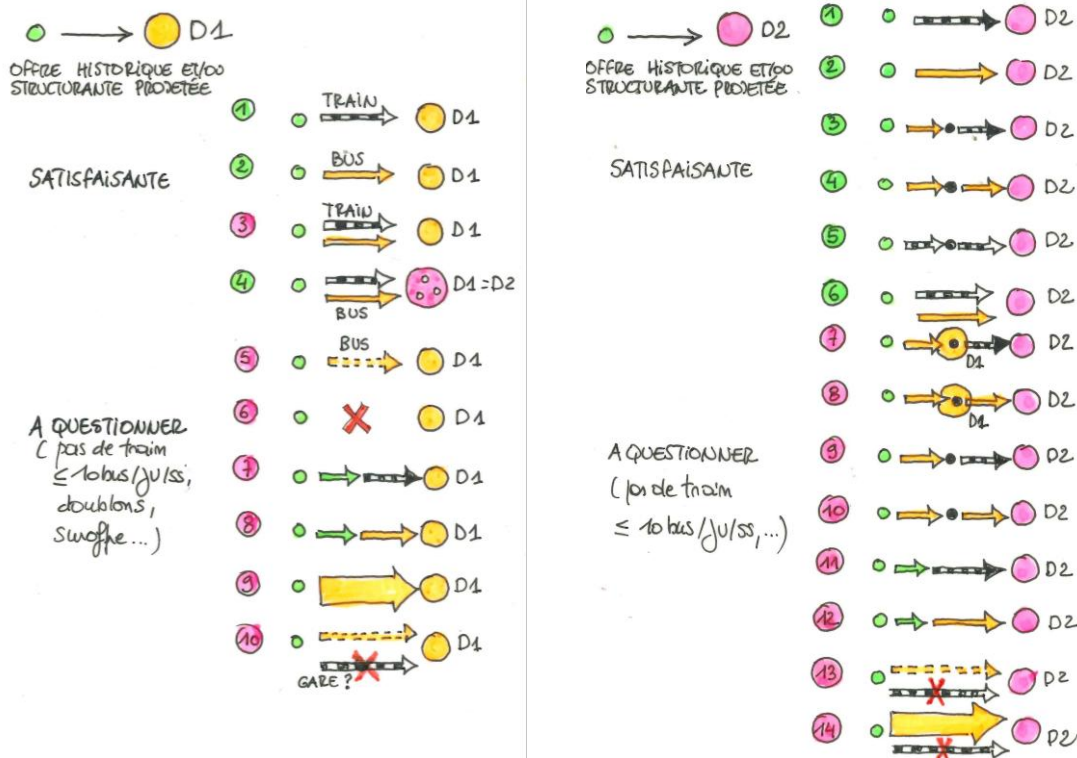 D1
OFFRE HISTORIQUE ET/OU
STRUCTURANTE PROJETÉE
1 TRAIN D1
SATISFAISANTE
2 BUS D1
3 TRAIN D1
4 BUS D1=D2
5 BUS D1
A QUESTIONNER
( pas de train
≤ 10 bus/JV/SS,
doublons,
suroffre...)
6 D1
7 D1
8 D1
9 D1
10 D1
GARE ?
D2
OFFRE HISTORIQUE ET/OU
STRUCTURANTE PROJETÉE
SATISFAISANTE
1 D2
2 D2
3 D2
4 D2
5 D2
6 D2
7 D1 D2
8 D1 D2
A QUESTIONNER
( pas de train
≤ 10 bus/JV/SS,...)
9 D2
10 D2
11 D2
12 D2
13 D2
14 D2